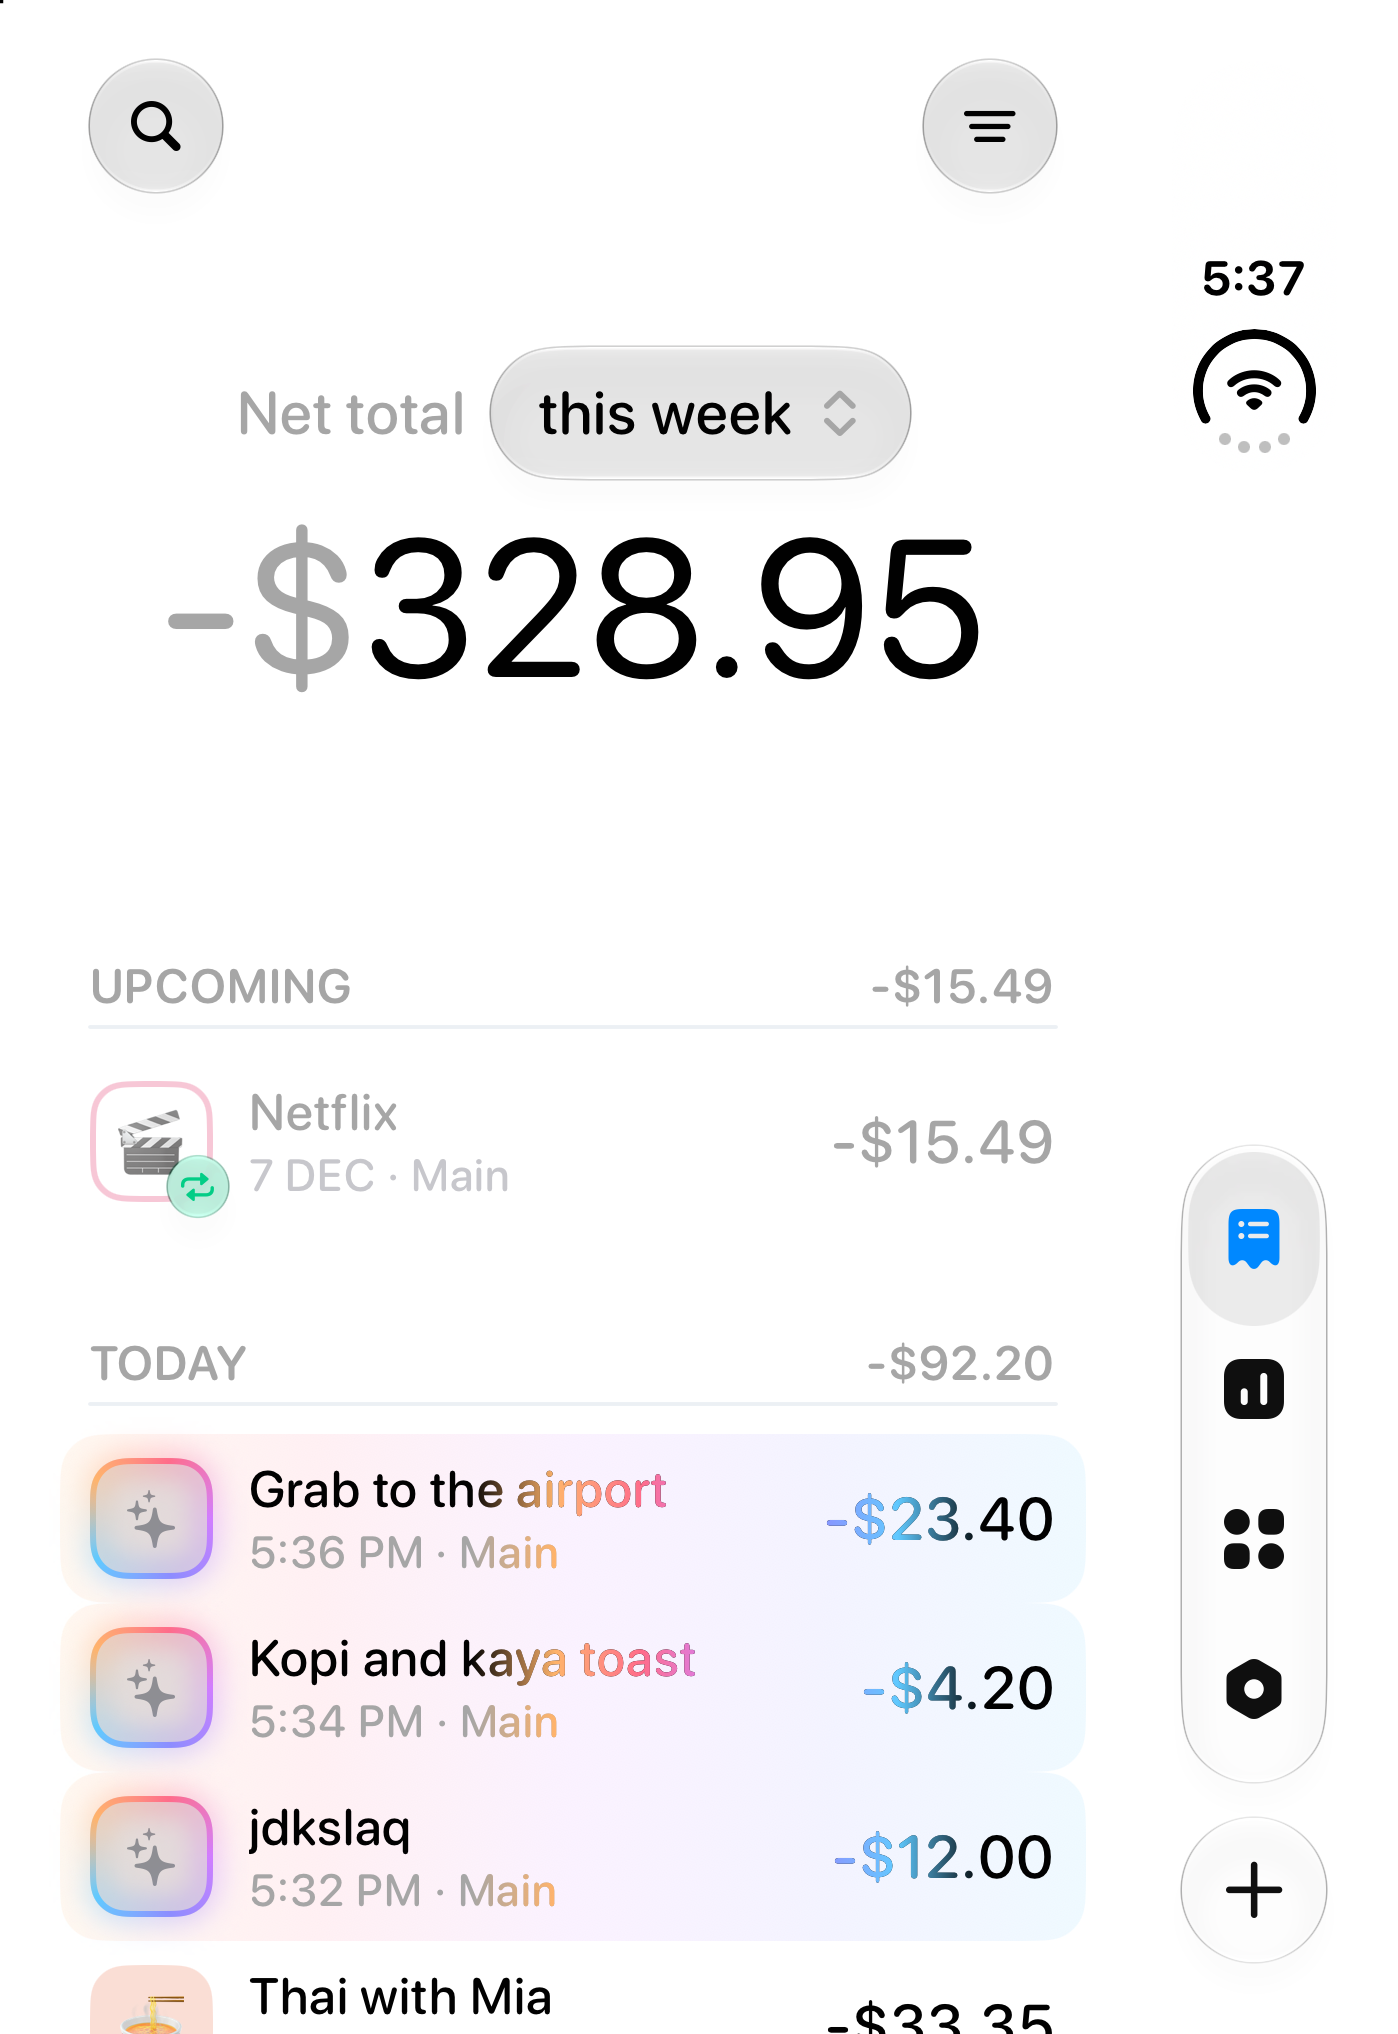 5:37
Net total this week
-$328.95
UPCOMING -$15.49
Netflix -$15.49
7 DEC · Main
TODAY -$92.20
Grab to the airport -$23.40
5:36 PM · Main
Kopi and kaya toast -$4.20
5:34 PM · Main
jdkslaq -$12.00
5:32 PM · Main
Thai with Mia -$33.35